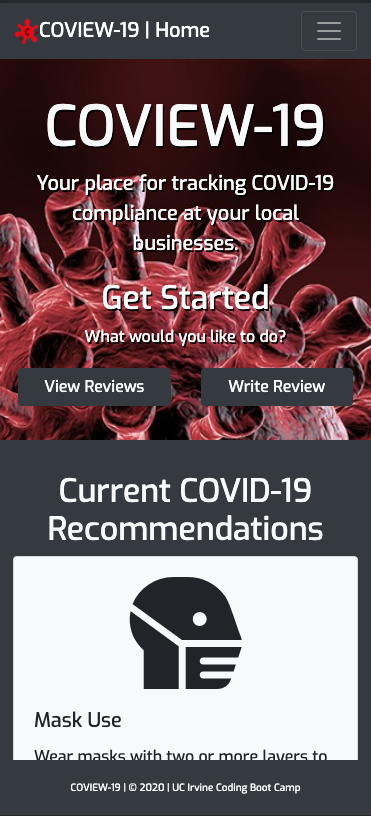 COVIEW-19 | Home
COVIEW-19
Your place for tracking COVID-19
compliance at your local
businesses.
Get Started
What would you like to do?
View Reviews
Write Review
Current COVID-19
Recommendations
Mask Use
Wear masks with two or more layers to
COVIEW-19 | © 2020 | UC Irvine Coding Boot Camp